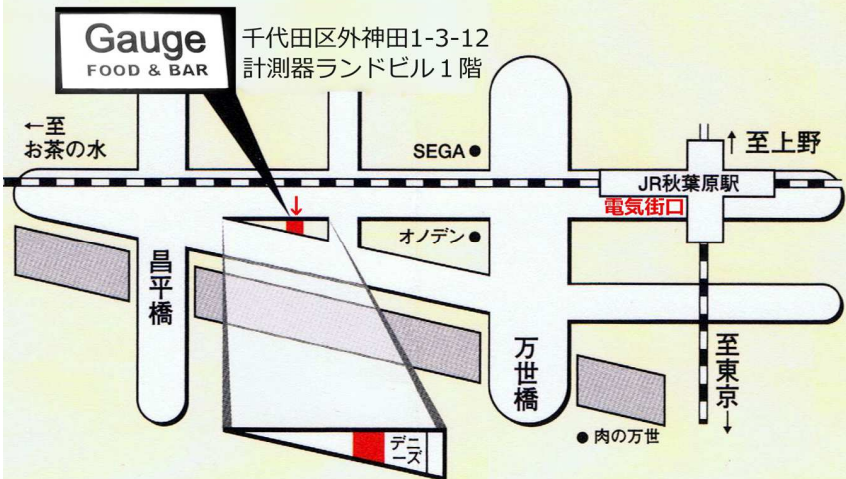 Gauge
FOOD & BAR
千代田区外神田1-3-12
計測器ランドビル1階
←至
お茶の水
SEGA●
↑至上野
JR秋葉原駅
電気街口
↓
オノデン●
昌平橋
万世橋
至東京↓
●肉の万世
デニーズ